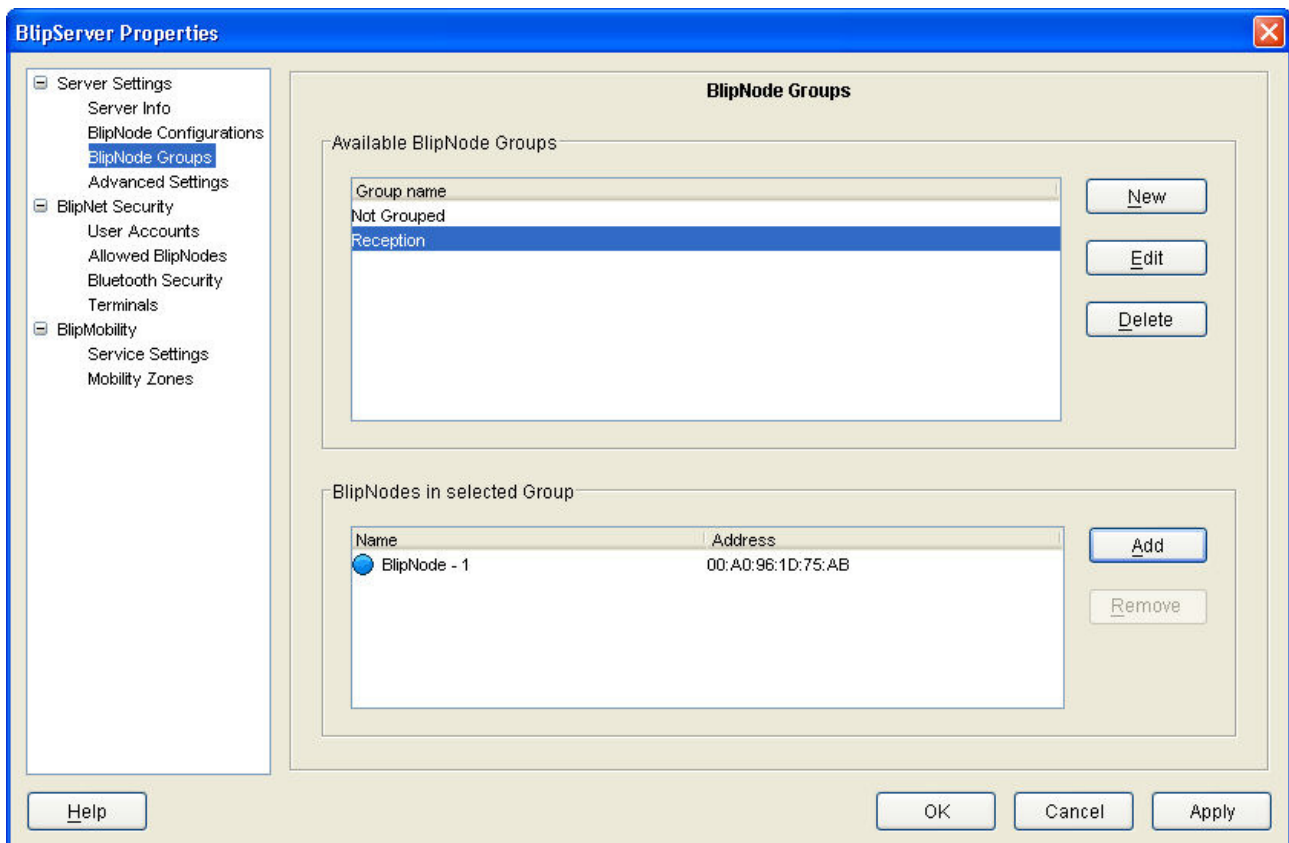 BlipServer Properties
Server Settings
Server Info
BlipNode Configurations
BlipNode Groups
Advanced Settings
BlipNet Security
User Accounts
Allowed BlipNodes
Bluetooth Security
Terminals
BlipMobility
Service Settings
Mobility Zones
BlipNode Groups
Available BlipNode Groups
Group name
Not Grouped
Reception
New
Edit
Delete
BlipNodes in selected Group
Name Address
BlipNode - 1 00:A0:96:1D:75:AB
Add
Remove
Help OK Cancel Apply